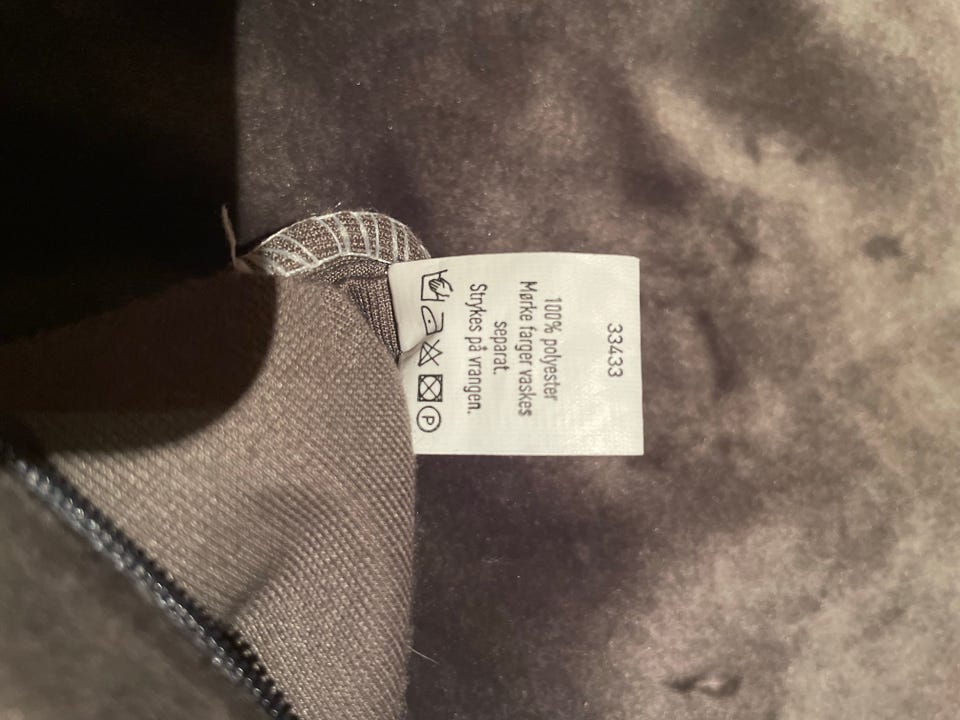 33433
100% polyester
Mørke farger vaskes
separat.
Strykes på vrangen.
P